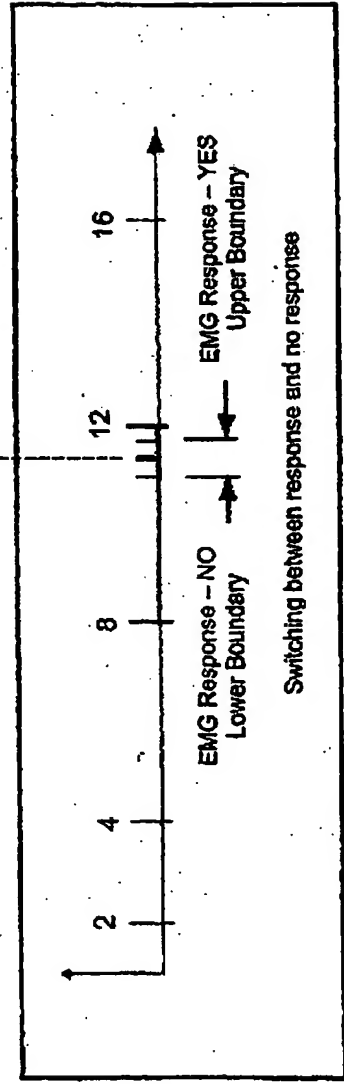 2 4 8 12 16
EMG Response – NO
Lower Boundary
EMG Response – YES
Upper Boundary
Switching between response and no response